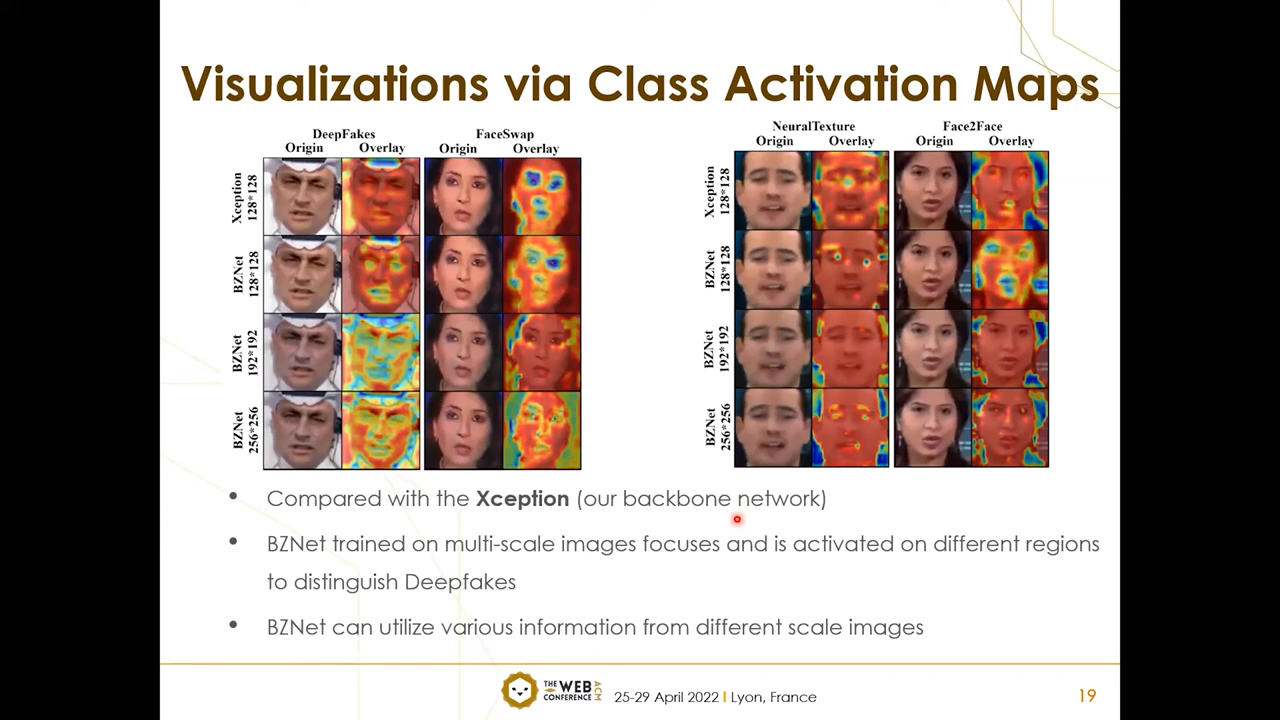 Visualizations via Class Activation Maps
DeepFakes
FaceSwap
Origin
Overlay
Origin
Overlay
Xception
128*128
BZNet
128*128
BZNet
192*192
BZNet
256*256
NeuralTexture
Face2Face
Origin
Overlay
Origin
Overlay
Xception
128*128
BZNet
128*128
BZNet
192*192
BZNet
256*256
• Compared with the Xception (our backbone network)
• BZNet trained on multi-scale images focuses and is activated on different regions
to distinguish Deepfakes
• BZNet can utilize various information from different scale images
THE WEB
CONFERENCE
ACM
25-29 April 2022 I Lyon, France
19